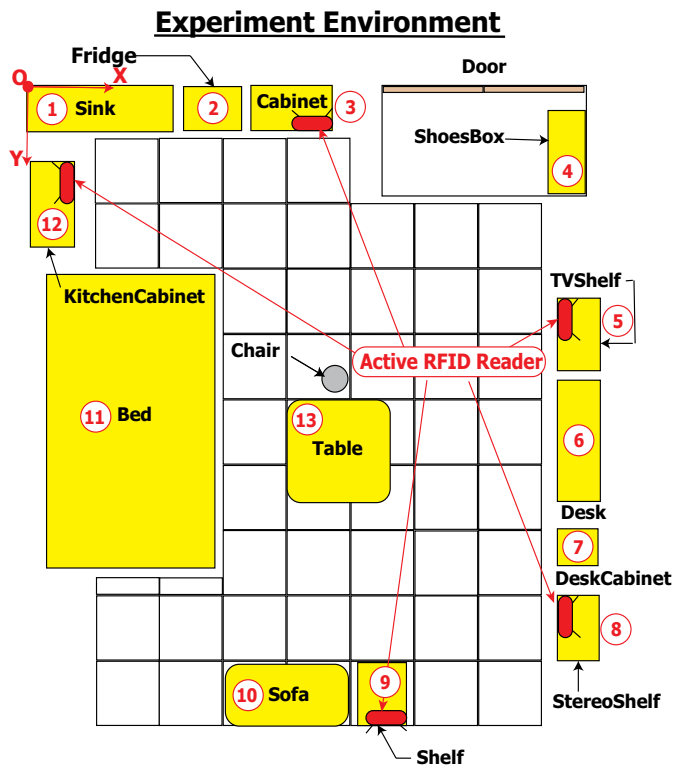 Experiment Environment
Fridge
Door
O
X
Cabinet
3
1
Sink
2
ShoesBox
Y
4
12
TVShelf
KitchenCabinet
5
Chair
Active RFID Reader
11
Bed
13
6
Table
Desk
7
DeskCabinet
8
9
10
Sofa
StereoShelf
Shelf